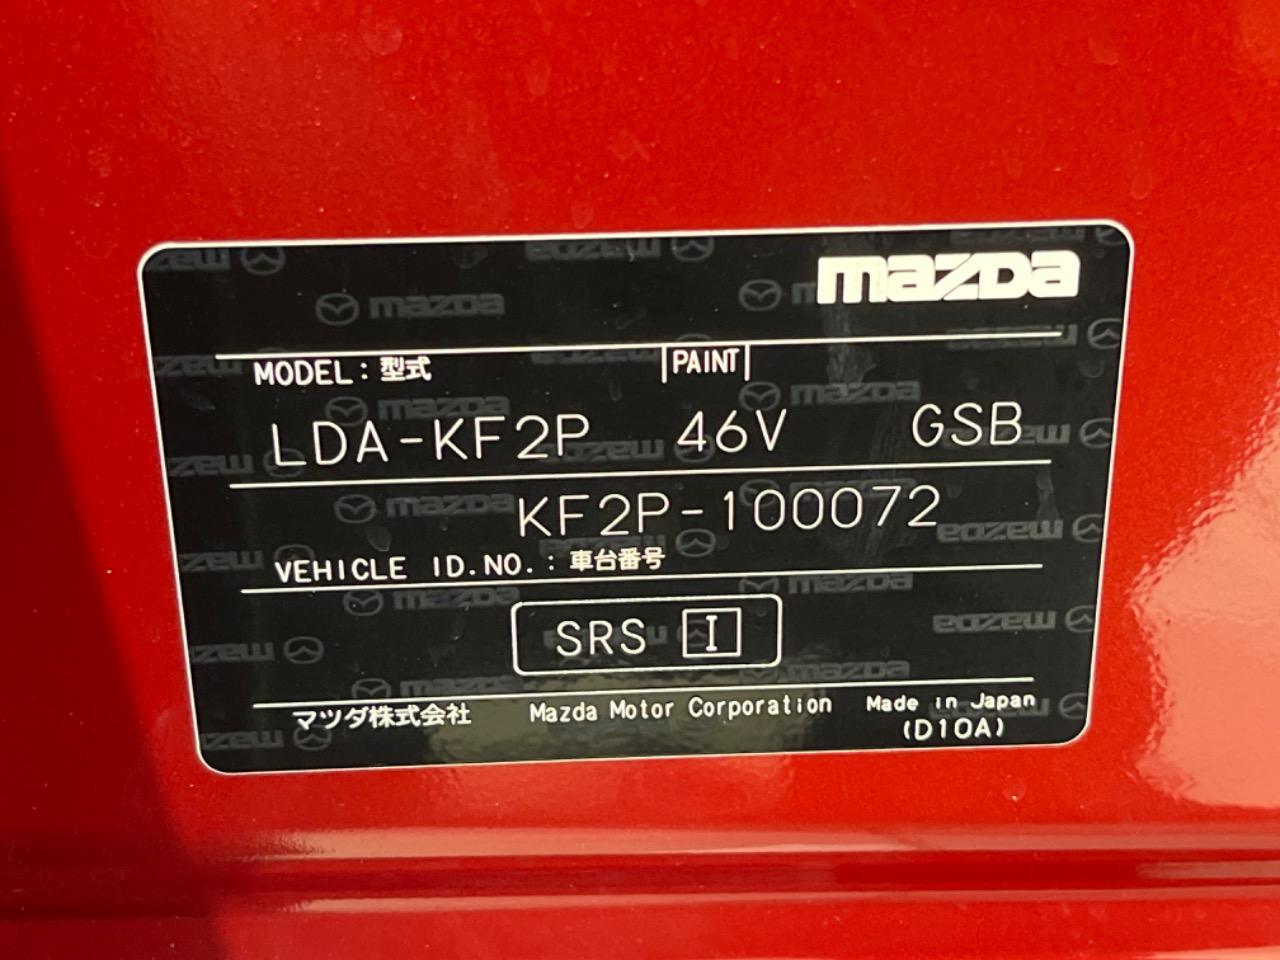 mazda
MODEL:型式 PAINT
LDA-KF2P 46V GSB
KF2P-100072
VEHICLE ID.NO.:車台番号
SRS I
マツダ株式会社 Mazda Motor Corporation Made in Japan
(D10A)